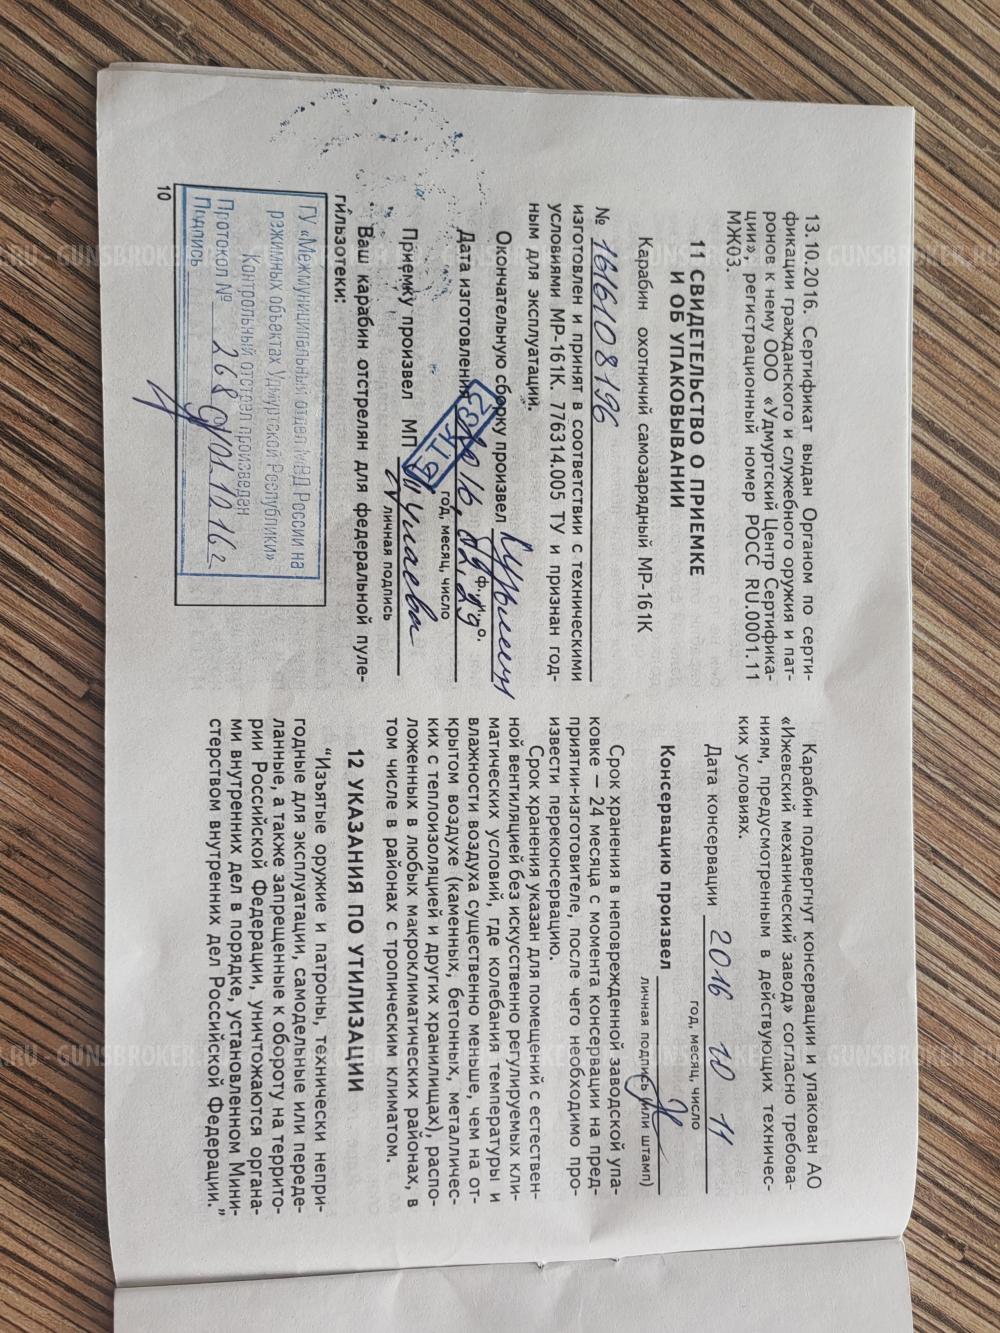 13.10.2016. Сертификат выдан Органом по серти-
фикации гражданского и служебного оружия и пат-
ронов к нему ООО «Удмуртский Центр Сертифика-
ции», регистрационный номер РОСС RU.0001.11
МЖ03.
11 СВИДЕТЕЛЬСТВО О ПРИЕМКЕ
И ОБ УПАКОВЫВАНИИ
Карабин охотничий самозарядный МР-161К
№ 1616108196
изготовлен и принят в соответствии с техническими
условиями МР-161К. 776314.005 ТУ и признан год-
ным для эксплуатации.
Окончательную сборку произвел
ф.,и.,о.
Дата изготовления 2016,
год, месяц, число
БТК 32
Приемку произвел МП
личная подпись
Ваш карабин отстрелян для федеральной пуле-
гильзотеки:
ГУ «Межмуниципальный отдел МВД России на
режимных объектах Удмуртской Республики»
Контрольный отстрел произведен
Протокол № 268 01.10.16г
Подпись
10
Карабин подвергнут консервации и упакован АО
«Ижевский механический завод» согласно требова-
ниям, предусмотренным в действующих техничес-
ких условиях.
Дата консервации 2016 10 11
год, месяц, число
Консервацию произвел
личная подпись (или штамп)
Срок хранения в неповрежденной заводской упа-
ковке — 24 месяца с момента консервации на пред-
приятии-изготовителе, после чего необходимо про-
извести переконсервацию.
Срок хранения указан для помещений с естествен-
ной вентиляцией без искусственно регулируемых кли-
матических условий, где колебания температуры и
влажности воздуха существенно меньше, чем на от-
крытом воздухе (каменных, бетонных, металличес-
ких с теплоизоляцией и других хранилищах), распо-
ложенных в любых макроклиматических районах, в
том числе в районах с тропическим климатом.
12 УКАЗАНИЯ ПО УТИЛИЗАЦИИ
“Изъятые оружие и патроны, технически непри-
годные для эксплуатации, самодельные или переде-
ланные, а также запрещенные к обороту на террито-
рии Российской Федерации, уничтожаются органа-
ми внутренних дел в порядке, установленном Мини-
стерством внутренних дел Российской Федерации.”